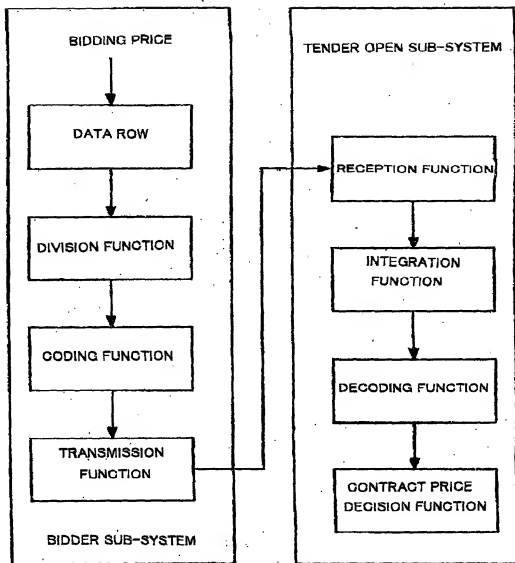 BIDDING PRICE
DATA ROW
DIVISION FUNCTION
CODING FUNCTION
TRANSMISSION
FUNCTION
BIDDER SUB-SYSTEM
TENDER OPEN SUB-SYSTEM
RECEPTION FUNCTION
INTEGRATION
FUNCTION
DECODING FUNCTION
CONTRACT PRICE
DECISION FUNCTION